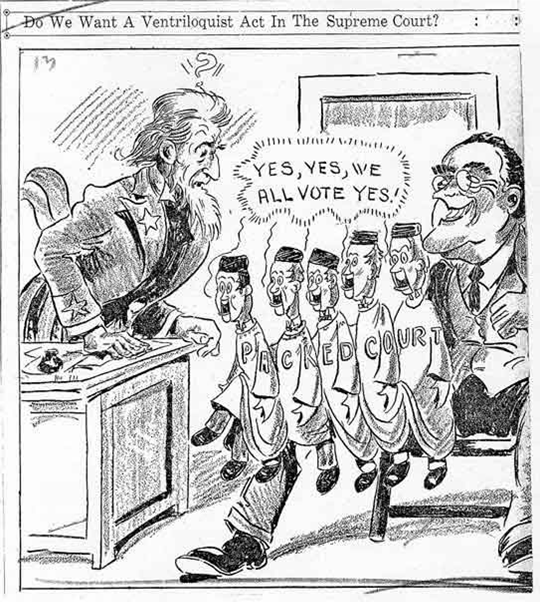 Do We Want A Ventriloquist Act In The Supreme Court? : :
?
YES, YES, WE
ALL VOTE YES!
PACKED COURT